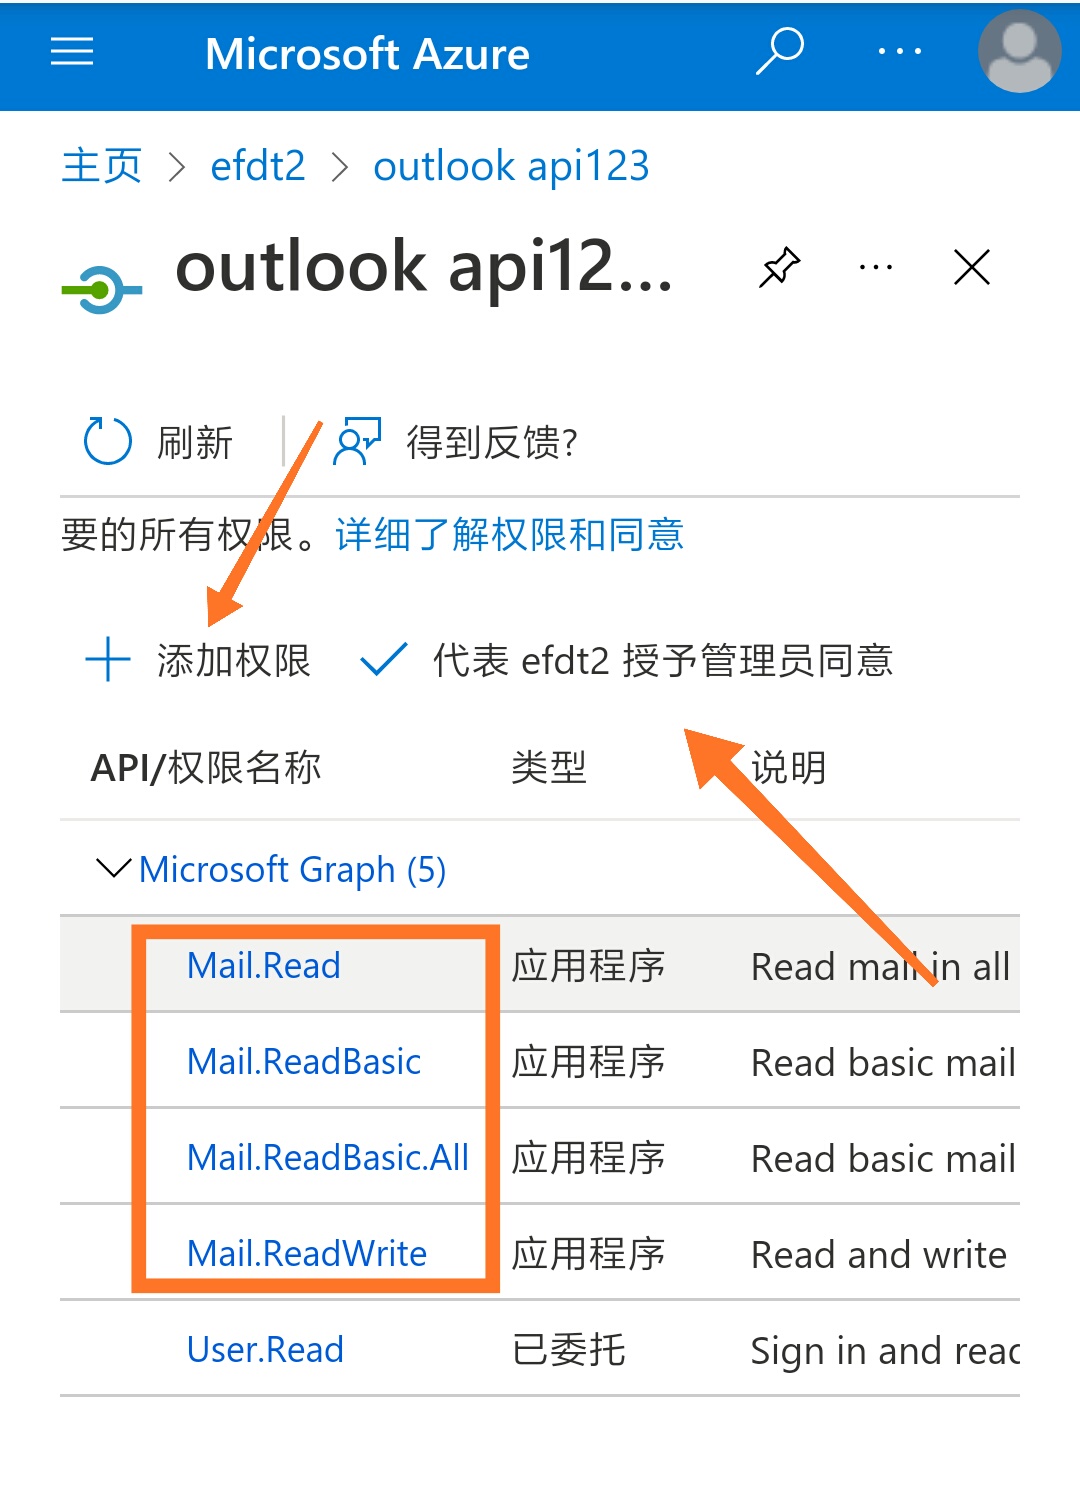 Microsoft Azure
主页 > efdt2 > outlook api123
outlook api12...
刷新
得到反馈?
要的所有权限。详细了解权限和同意
添加权限
代表 efdt2 授予管理员同意
API/权限名称 类型 说明
Microsoft Graph (5)
Mail.Read 应用程序 Read mail in all
Mail.ReadBasic 应用程序 Read basic mail
Mail.ReadBasic.All 应用程序 Read basic mail
Mail.ReadWrite 应用程序 Read and write
User.Read 已委托 Sign in and read